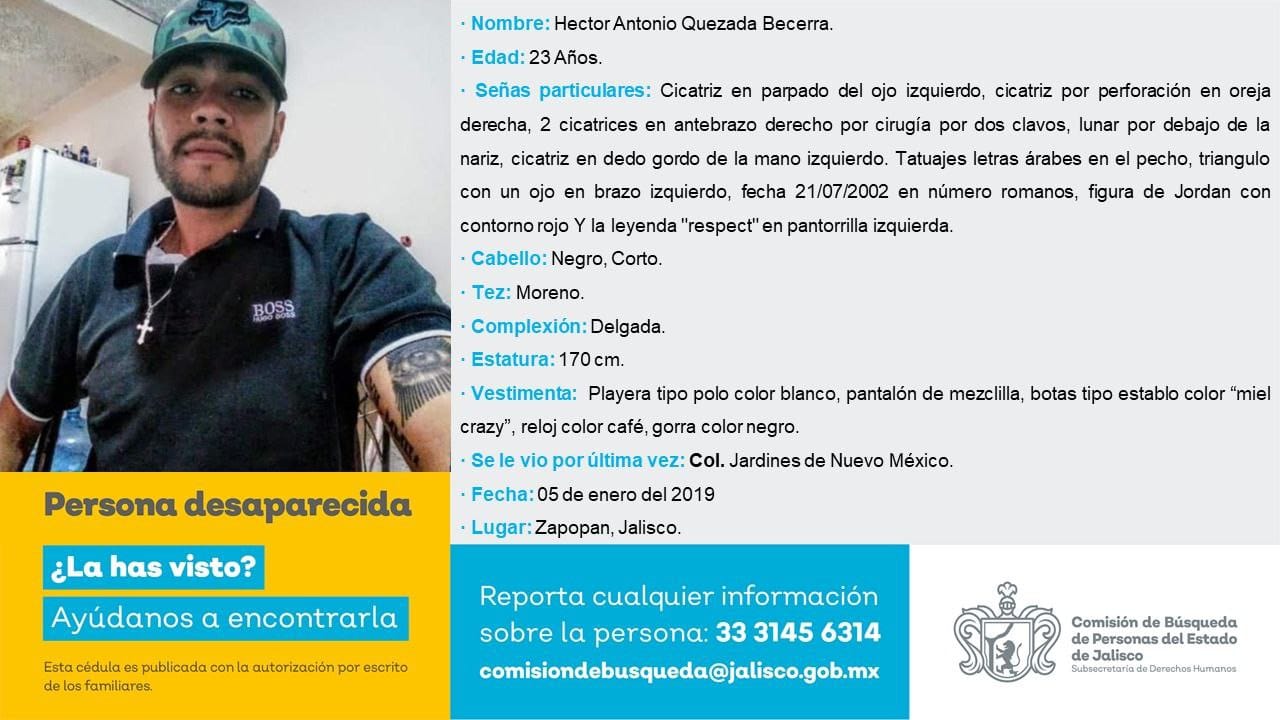 · Nombre: Hector Antonio Quezada Becerra.
· Edad: 23 Años.
· Señas particulares: Cicatriz en parpado del ojo izquierdo, cicatriz por perforación en oreja
derecha, 2 cicatrices en antebrazo derecho por cirugía por dos clavos, lunar por debajo de la
nariz, cicatriz en dedo gordo de la mano izquierdo. Tatuajes letras árabes en el pecho, triangulo
con un ojo en brazo izquierdo, fecha 21/07/2002 en número romanos, figura de Jordan con
contorno rojo Y la leyenda "respect" en pantorrilla izquierda.
· Cabello: Negro, Corto.
· Tez: Moreno.
· Complexión: Delgada.
· Estatura: 170 cm.
· Vestimenta: Playera tipo polo color blanco, pantalón de mezclilla, botas tipo establo color “miel
crazy”, reloj color café, gorra color negro.
· Se le vio por última vez: Col. Jardines de Nuevo México.
· Fecha: 05 de enero del 2019
· Lugar: Zapopan, Jalisco.
BOSS
HUGO BOSS
Persona desaparecida
¿La has visto?
Ayúdanos a encontrarla
Esta cédula es publicada con la autorización por escrito
de los familiares.
Reporta cualquier información
sobre la persona: 33 3145 6314
comisiondebusqueda@jalisco.gob.mx
Comisión de Búsqueda
de Personas del Estado
de Jalisco
Subsecretaría de Derechos Humanos